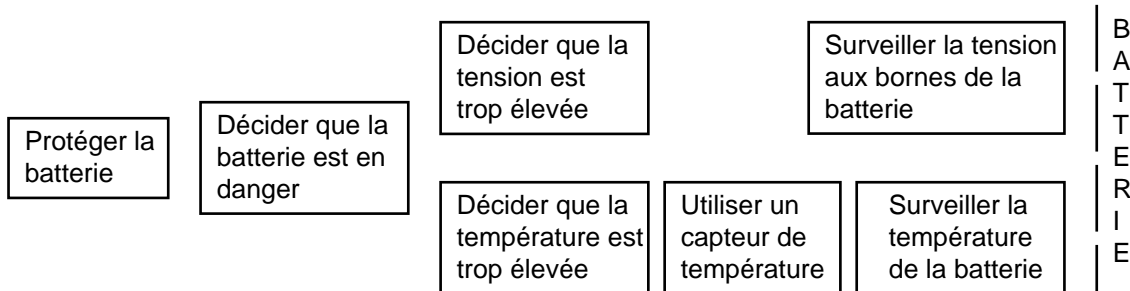 Protéger la
batterie
Décider que la
batterie est en
danger
Décider que la
tension est
trop élevée
Surveiller la tension
aux bornes de la
batterie
Décider que la
température est
trop élevée
Utiliser un
capteur de
température
Surveiller la
température
de la batterie
B
A
T
T
E
R
I
E